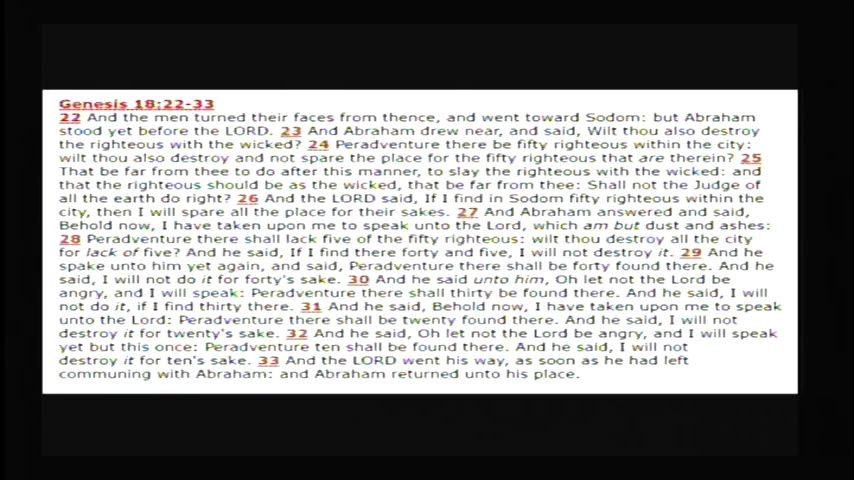 Genesis 18:22-33
22 And the men turned their faces from thence, and went toward Sodom: but Abraham
stood yet before the LORD. 23 And Abraham drew near, and said, Wilt thou also destroy
the righteous with the wicked? 24 Peradventure there be fifty righteous within the city:
wilt thou also destroy and not spare the place for the fifty righteous that are therein? 25
That be far from thee to do after this manner, to slay the righteous with the wicked: and
that the righteous should be as the wicked, that be far from thee: Shall not the Judge of
all the earth do right? 26 And the LORD said, If I find in Sodom fifty righteous within the
city, then I will spare all the place for their sakes. 27 And Abraham answered and said,
Behold now, I have taken upon me to speak unto the Lord, which am but dust and ashes:
28 Peradventure there shall lack five of the fifty righteous: wilt thou destroy all the city
for lack of five? And he said, If I find there forty and five, I will not destroy it. 29 And he
spake unto him yet again, and said, Peradventure there shall be forty found there. And he
said, I will not do it for forty's sake. 30 And he said unto him, Oh let not the Lord be
angry, and I will speak: Peradventure there shall thirty be found there. And he said, I will
not do it, if I find thirty there. 31 And he said, Behold now, I have taken upon me to speak
unto the Lord: Peradventure there shall be twenty found there. And he said, I will not
destroy it for twenty's sake. 32 And he said, Oh let not the Lord be angry, and I will speak
yet but this once: Peradventure ten shall be found there. And he said, I will not
destroy it for ten's sake. 33 And the LORD went his way, as soon as he had left
communing with Abraham: and Abraham returned unto his place.